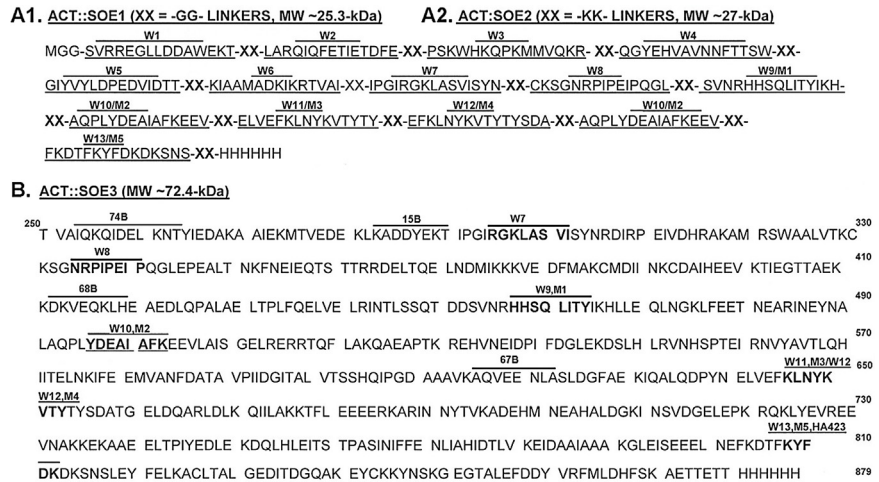 A1. ACT::SOE1 (XX = -GG- LINKERS, MW ~25.3-kDa) A2. ACT:SOE2 (XX = -KK- LINKERS, MW ~27-kDa)
W1 W2 W3 W4
MGG-SVRREGLLDDAWEKT-XX-LARQIQFETIETDFE-XX-PSKWHKQPKMMVQKR- XX-QGYEHVAVNNFTTSW-XX-
W5 W6 W7 W8 W9/M1
GIYVYLDPEDVIDTT-XX-KIAAMADKIKRTVAI-XX-IPGIRGKLASVISYN-XX-CKSGNRPIPEIPQGL-XX- SVNRHHSQLITYIKH-
W10/M2 W11/M3 W12/M4 W10/M2
XX-AQPLYDEAIAFKEEV-XX-ELVEFKLNYKVTYTY-XX-EFKLNYKVTYTYSDA-XX-AQPLYDEAIAFKEEV-XX-
W13/M5
FKDTFKYFDKDKSNS-XX-HHHHHH
B. ACT::SOE3 (MW ~72.4-kDa)
74B 15B W7
250 T VAIQKQIDEL KNTYIEDAKA AIEKMTVEDE KLKADDYEKT IPGIRGKLAS VISYNRDIRP EIVDHRAKAM RSWAALVTKC 330
W8
KSGNRPIPEI PQGLEPEALT NKFNEIEQTS TTRRDELTQE LNDMIKKKVE DFMAKCMDII NKCDAIHEEV KTIEGTTAEK 410
68B W9,M1
KDKVEQKLHE AEDLQPALAE LTPLFQELVE LRINTLSSQT DDSVNRHHSQ LITYIKHLLE QLNGKLFEET NEARINEYNA 490
W10,M2
LAQPLYDEAI AFKEEVLAIS GELRERRTQF LAKQAEAPTK REHVNEIDPI FDGLEKDSLH LRVNHSPTEI RNVYAVTLQH 570
67B W11,M3/W12
IITELNKIFE EMVANFDATA VPIIDGITAL VTSSHQIPGD AAAVKAQVEE NLASLDGFAE KIQALQDPYN ELVEFKLNYK 650
W12,M4
VTYTYSDATG ELDQARLDLK QIILAKKTFL EEEERKARIN NYTVKADEHM NEAHALDGKI NSVDGELEPK RQKLYEVREE 730
W13,M5,HA423
VNAKKEKAAE ELTPIYEDLE KDQLHLEITS TPASINIFFE NLIAHIDTLV KEIDAAIAAA KGLEISEEEL NEFKDTFKYF 810
DKDKSNSLEY FELKACLTAL GEDITDGQAK EYCKKYNSKG EGTALEFDDY VRFMLDHFSK AETTETT HHHHHH 879